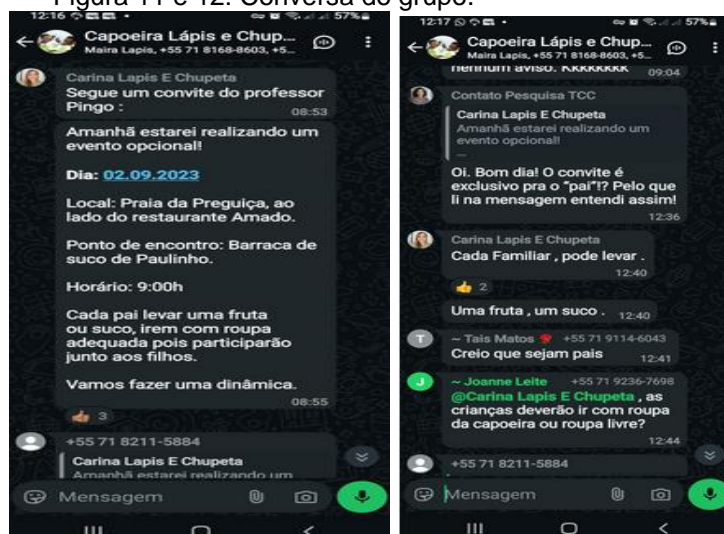 Figura 11 e 12. Conversa do grupo.
12:16
57%
Capoeira Lápis e Chup...
Maira Lapis, +55 71 8168-8603, +5...
Carina Lapis E Chupeta
Segue um convite do professor
Pingo :
08:53
Amanhã estarei realizando um
evento opcional!
Dia: 02.09.2023
Local: Praia da Preguiça, ao
lado do restaurante Amado.
Ponto de encontro: Barraca de
suco de Paulinho.
Horário: 9:00h
Cada pai levar uma fruta
ou suco, irem com roupa
adequada pois participarão
junto aos filhos.
Vamos fazer uma dinâmica.
08:55
3
+55 71 8211-5884
Carina Lapis E Chupeta
Amanhã estarei realizando um
Mensagem
12:17
57%
Capoeira Lápis e Chup...
Maira Lapis, +55 71 8168-8603, +5...
nenhum aviso. Kkkkkkkk
09:04
Contato Pesquisa TCC
Carina Lapis E Chupeta
Amanhã estarei realizando um
evento opcional!
...
Oi. Bom dia! O convite é
exclusivo pra o "pai"!? Pelo que
li na mensagem entendi assim!
12:36
Carina Lapis E Chupeta
Cada Familiar , pode levar .
12:40
2
Uma fruta , um suco . 12:40
T
~ Tais Matos 🌹 +55 71 9114-6043
Creio que sejam pais
12:41
J
~ Joanne Leite +55 71 9236-7698
@Carina Lapis E Chupeta , as
crianças deverão ir com roupa
da capoeira ou roupa livre?
12:44
+55 71 8211-5884
Mensagem